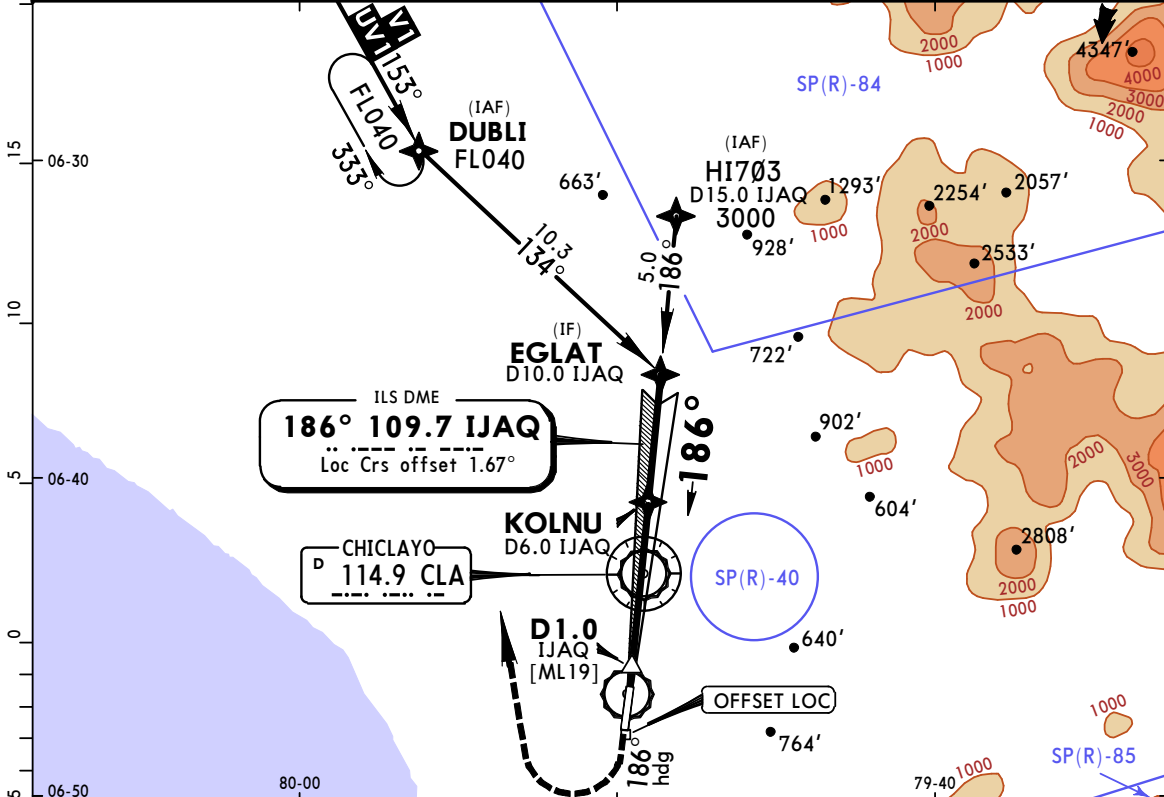 V1
UV1
153°
FL040
333°
(IAF)
DUBLI
FL040
15
06-30
663'
(IAF)
HI7Ø3
D15.0 IJAQ
3000
928'
1293'
1000
2254'
2000
2057'
2533'
2000
SP(R)-84
2000
1000
4347'
4000
3000
2000
1000
10.3
134°
5.0
186°
10
(IF)
EGLAT
D10.0 IJAQ
722'
ILS DME
186° 109.7 IJAQ
Loc Crs offset 1.67°
186°
902'
1000
604'
2000
3000
5
06-40
KOLNU
D6.0 IJAQ
CHICLAYO
D
114.9 CLA
SP(R)-40
2808'
2000
1000
0
D1.0
IJAQ
[ML19]
640'
OFFSET LOC
764'
186°
hdg
1000
SP(R)-85
1000
5
06-50
80-00
79-40